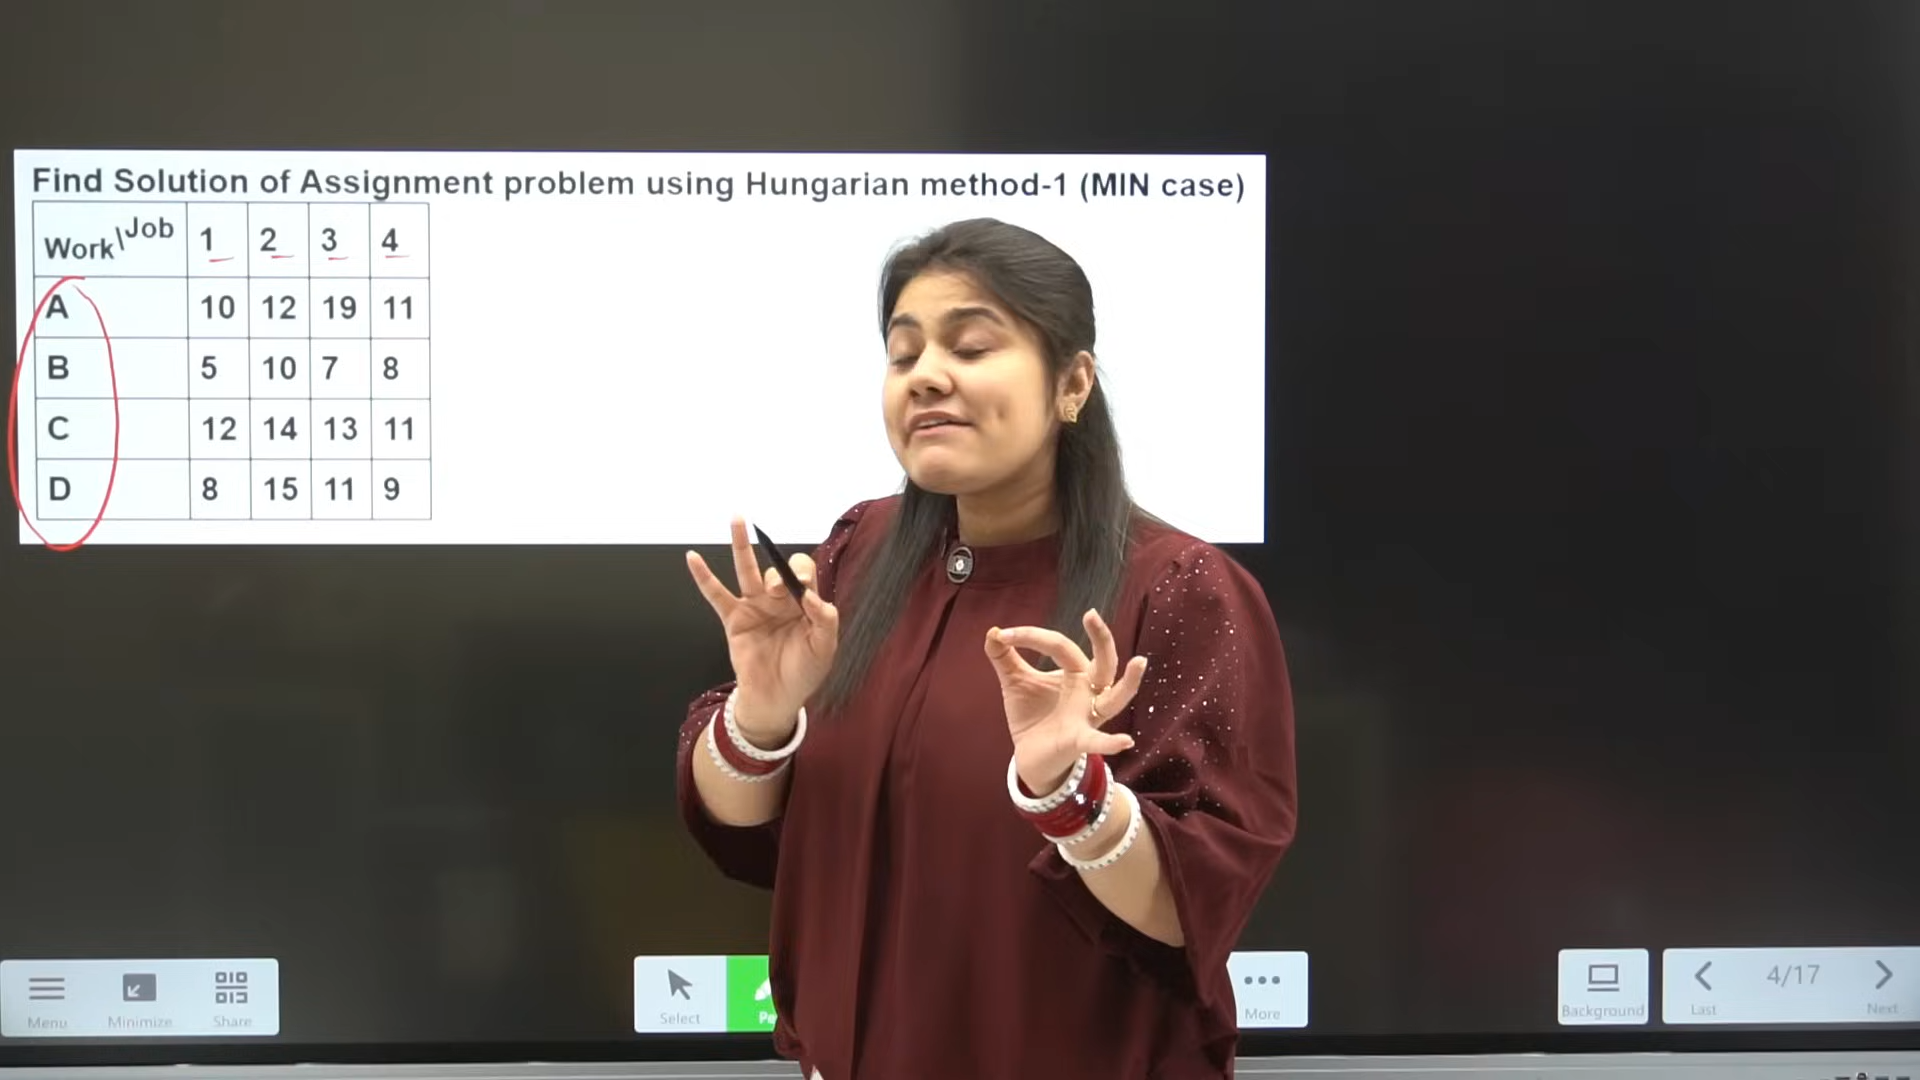 Find Solution of Assignment problem using Hungarian method-1 (MIN case)
Work\Job 1 2 3 4
A 10 12 19 11
B 5 10 7 8
C 12 14 13 11
D 8 15 11 9
Menu Minimize Share Select More Background Last 4/17 Next